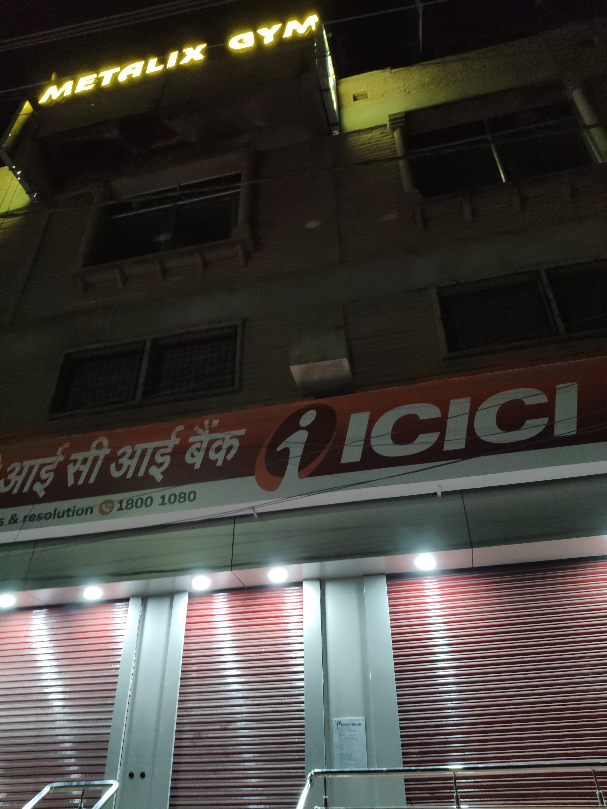 METALIX GYM
आई सी आई बैंक
ICICI
& resolution 1800 1080